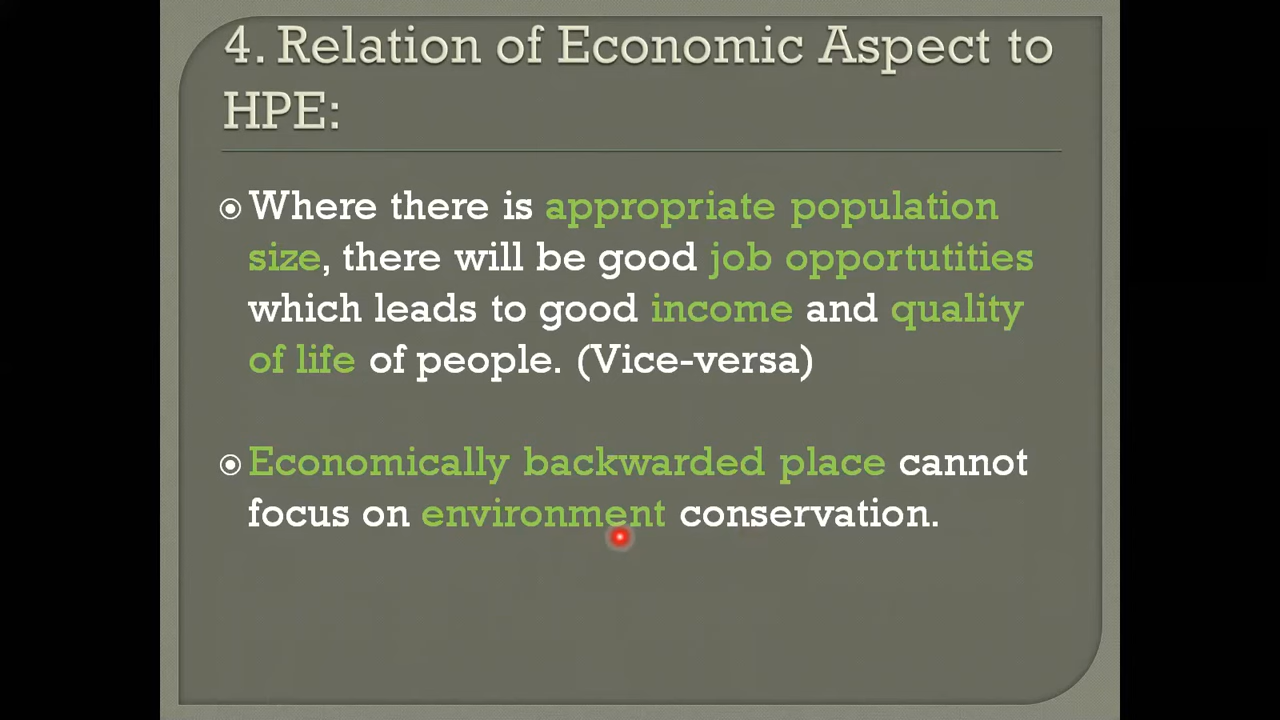 4. Relation of Economic Aspect to
HPE:
Where there is appropriate population
size, there will be good job opportutities
which leads to good income and quality
of life of people. (Vice-versa)
Economically backwarded place cannot
focus on environment conservation.